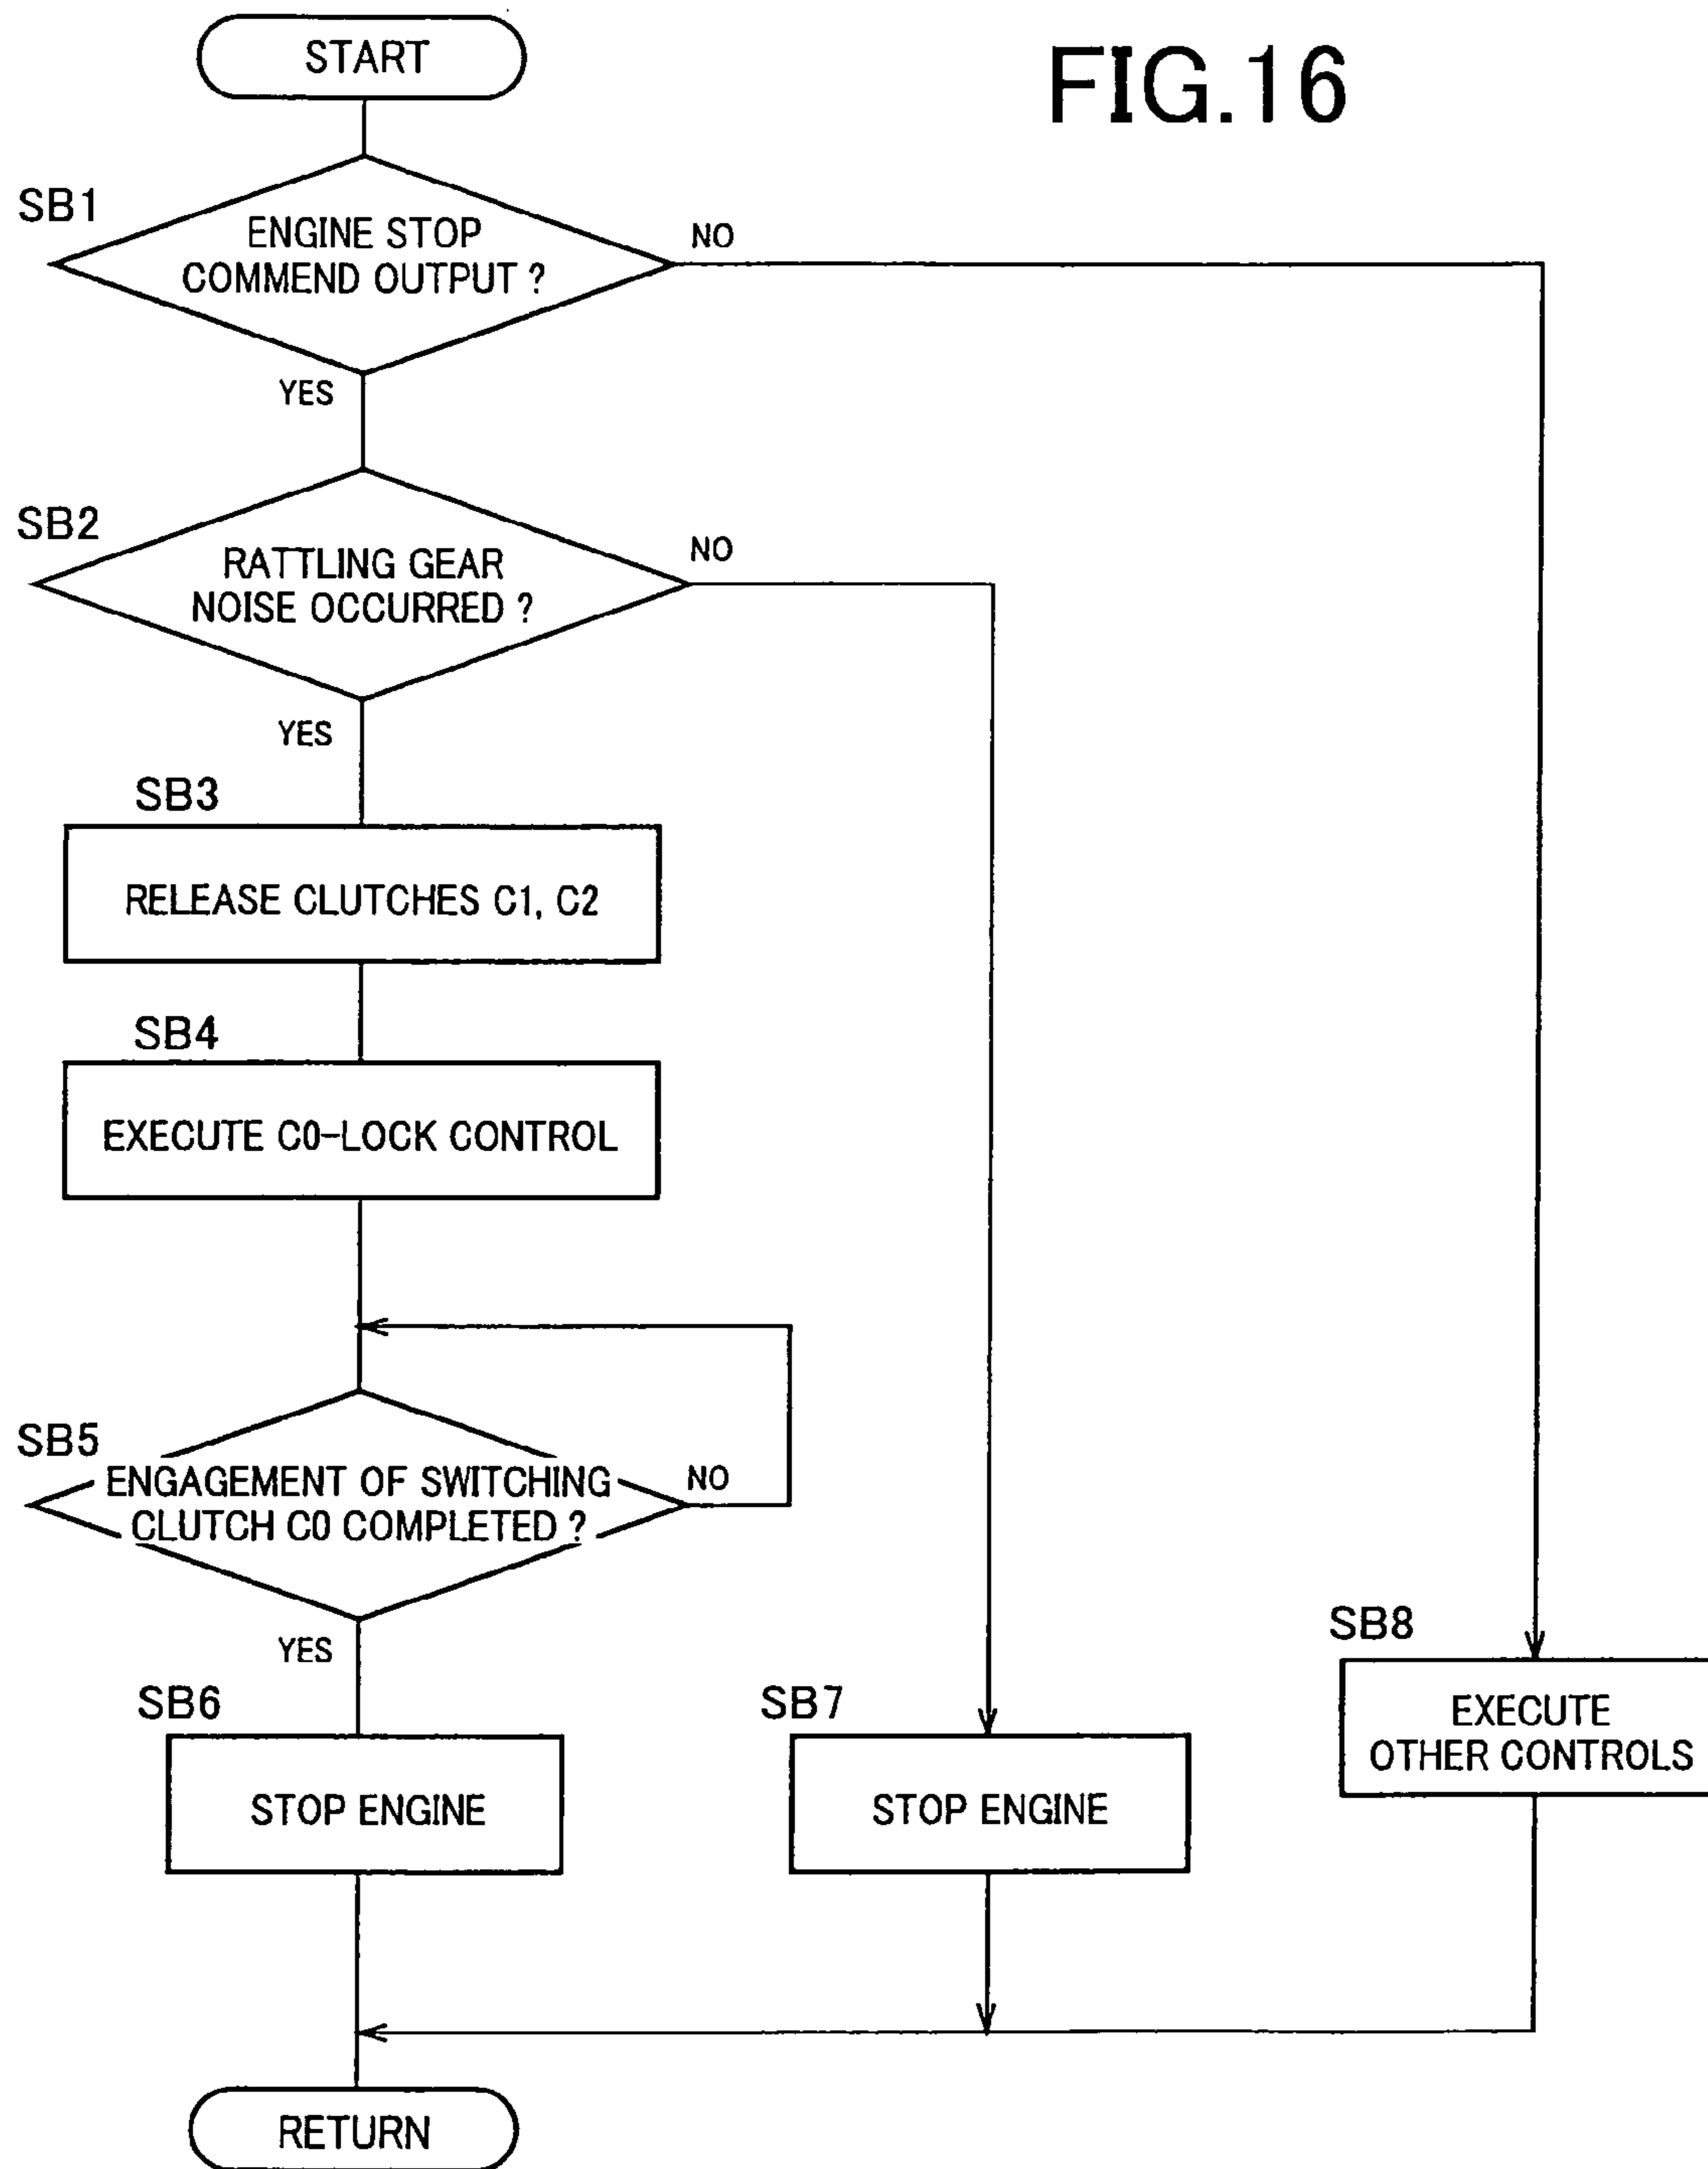 FIG.16
START
SB1
ENGINE STOP
COMMEND OUTPUT ?
NO
YES
SB2
RATTLING GEAR
NOISE OCCURRED ?
NO
YES
SB3
RELEASE CLUTCHES C1, C2
SB4
EXECUTE C0-LOCK CONTROL
SB5
ENGAGEMENT OF SWITCHING
CLUTCH C0 COMPLETED ?
NO
YES
SB6
STOP ENGINE
SB7
STOP ENGINE
SB8
EXECUTE
OTHER CONTROLS
RETURN